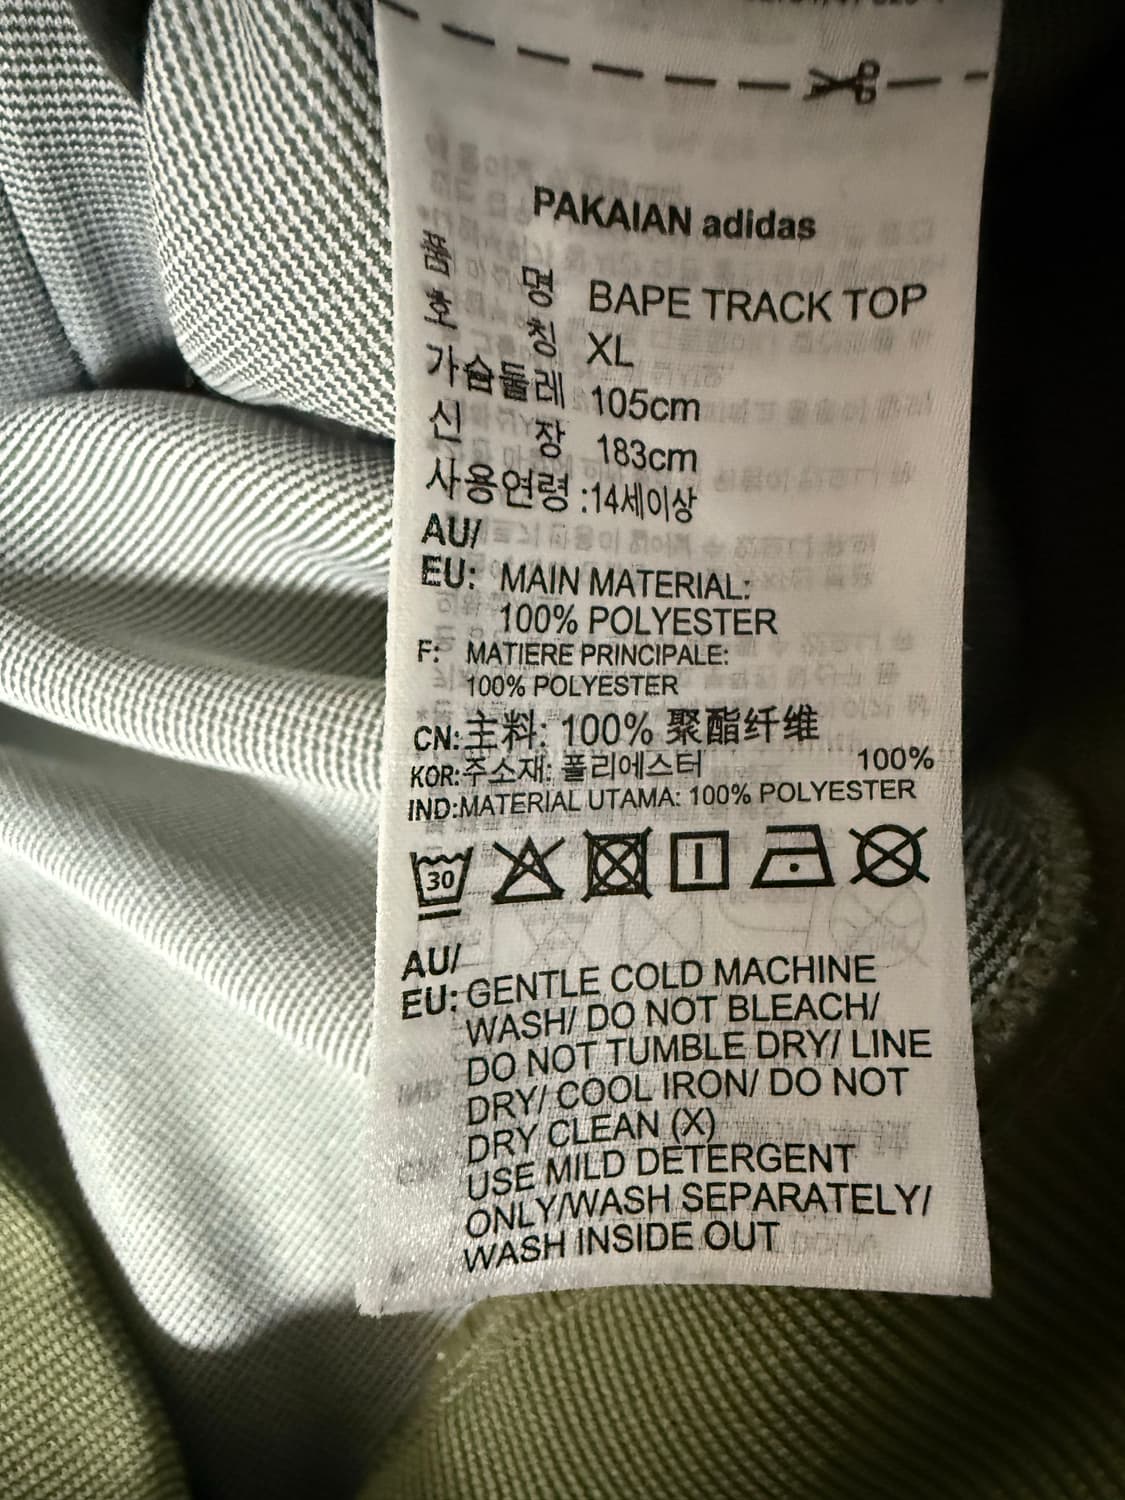 PAKAIAN adidas
품 명 BAPE TRACK TOP
호 칭 XL
가슴둘레 105cm
신 장 183cm
사용연령 :14세이상
AU/
EU: MAIN MATERIAL:
100% POLYESTER
F: MATIERE PRINCIPALE:
100% POLYESTER
CN:主料: 100% 聚酯纤维
KOR:주소재: 폴리에스터 100%
IND:MATERIAL UTAMA: 100% POLYESTER
30
AU/
EU: GENTLE COLD MACHINE
WASH/ DO NOT BLEACH/
DO NOT TUMBLE DRY/ LINE
DRY/ COOL IRON/ DO NOT
DRY CLEAN (X)
USE MILD DETERGENT
ONLY/WASH SEPARATELY/
WASH INSIDE OUT